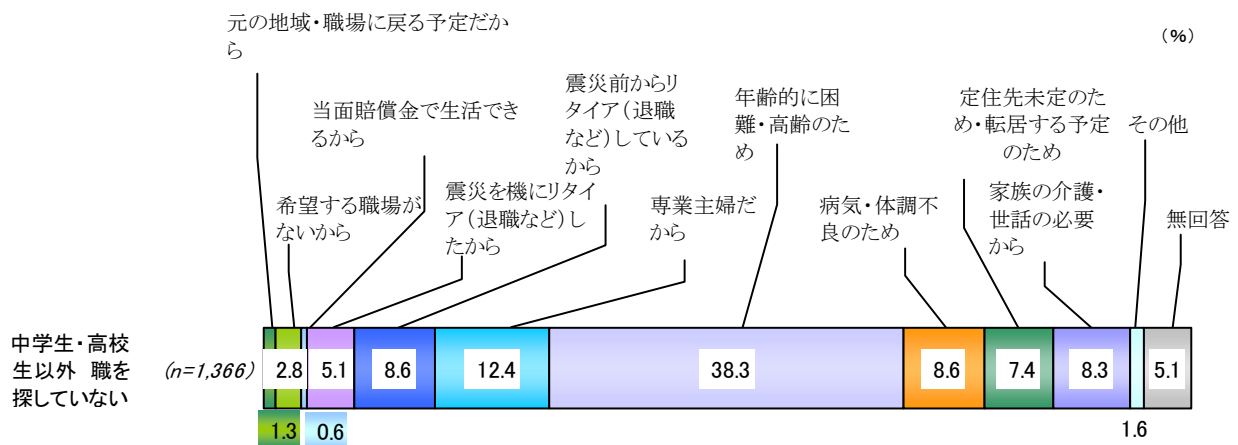 元の地域・職場に戻る予定だか
ら
（%）
当面賠償金で生活でき
るから
震災前からリ
タイア（退職
など）している
から
年齢的に困
難・高齢のた
め
定住先未定のた
め・転居する予定
のため
その他
希望する職場が
ないから
震災を機にリタイ
ア（退職など）し
たから
専業主婦だ
から
病気・体調不
良のため
家族の介護・
世話の必要
から
無回答
中学生・高校
生以外 職を
探していない
(n=1,366)
2.8
5.1
8.6
12.4
38.3
8.6
7.4
8.3
5.1
1.3
0.6
1.6